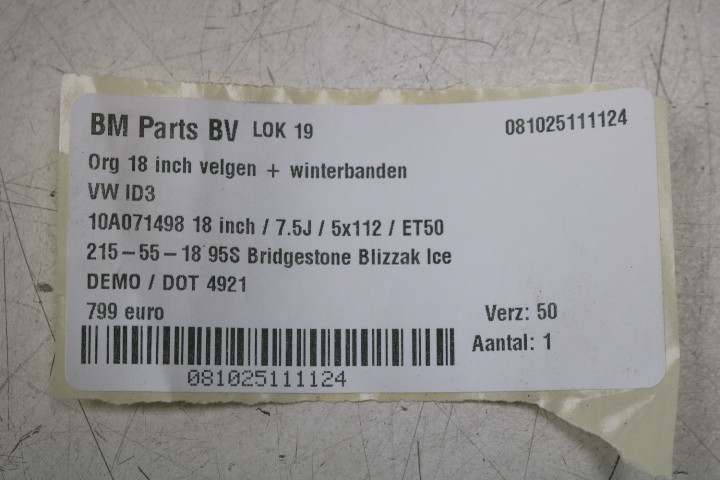 BM Parts BV LOK 19 081025111124
Org 18 inch velgen + winterbanden
VW ID3
10A071498 18 inch / 7.5J / 5x112 / ET50
215-55-18 95S Bridgestone Blizzak Ice
DEMO / DOT 4921
799 euro Verz: 50
Aantal: 1
081025111124